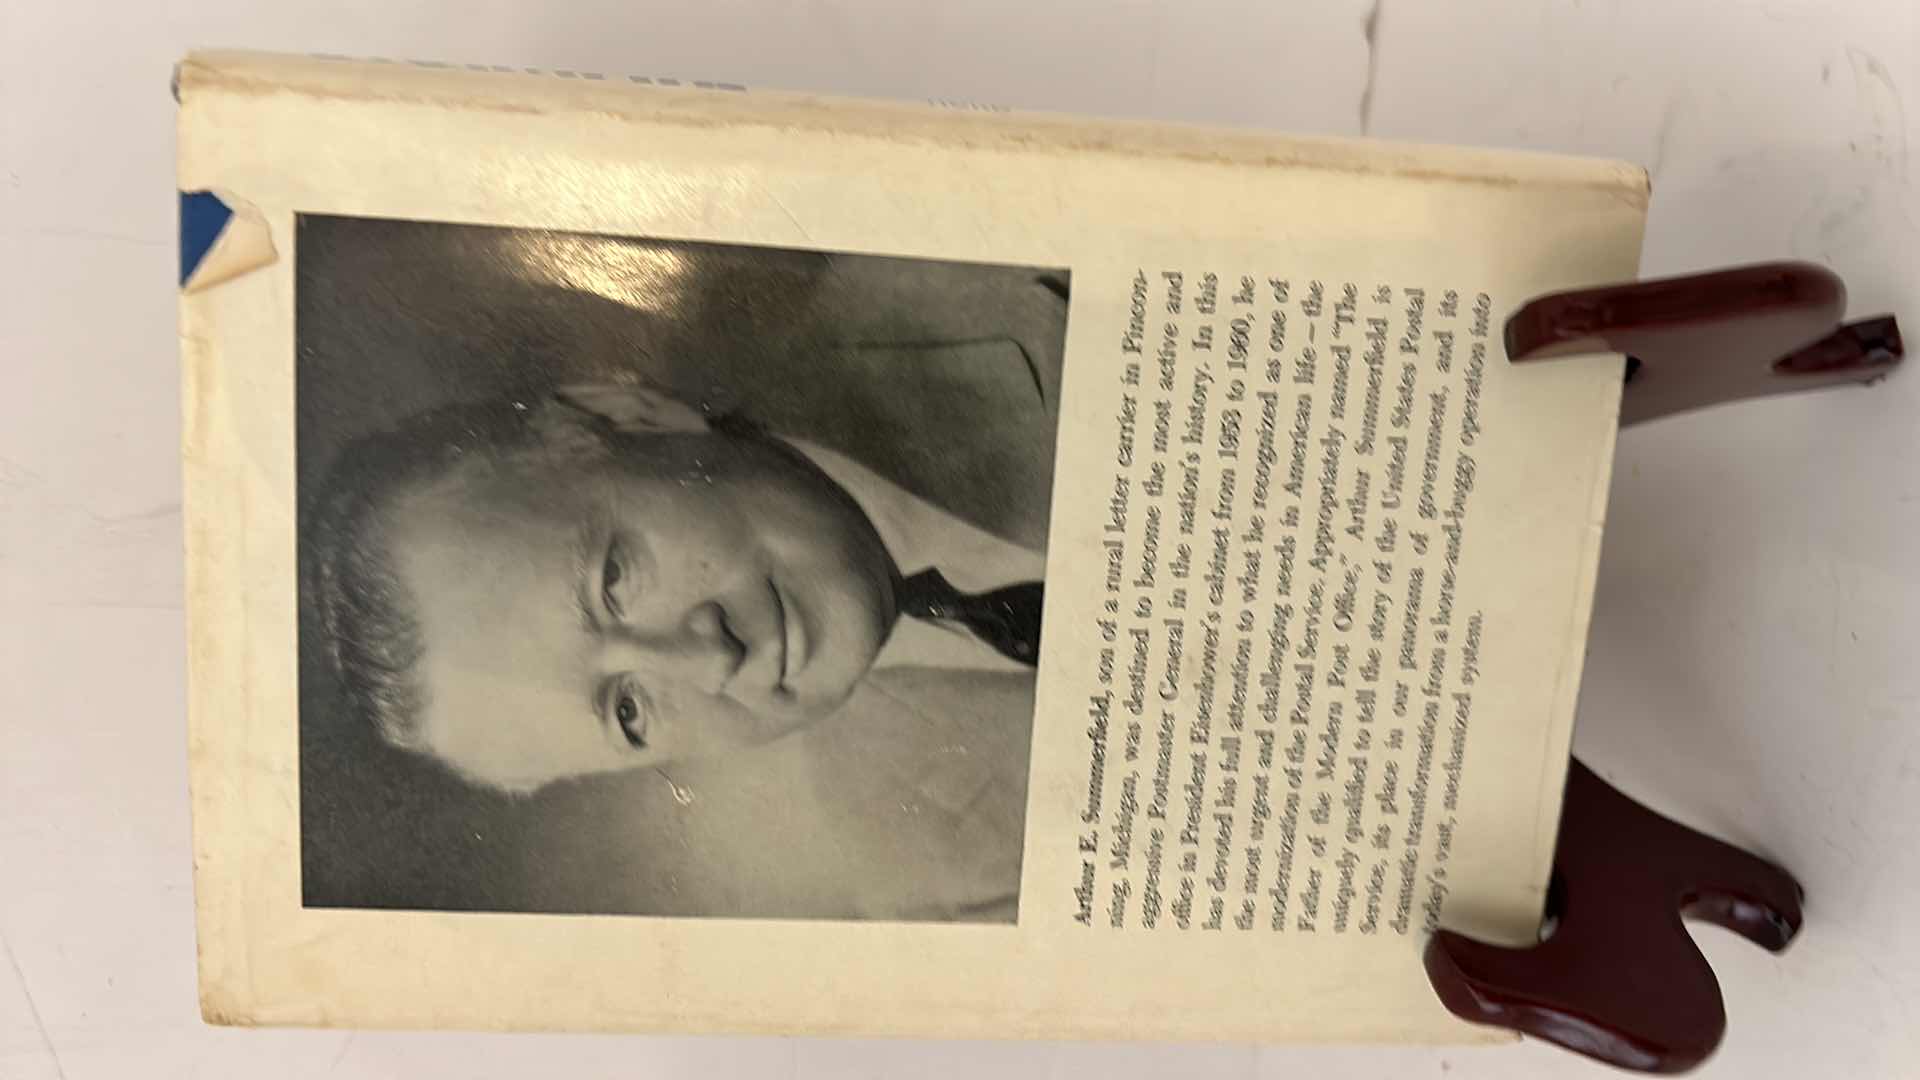 Arthur E. Summerfield, son of a rural letter carrier in Pincon-
ning, Michigan, was destined to become the most active and
aggressive Postmaster General in the nation's history. In this
office in President Eisenhower's cabinet from 1953 to 1960, he
has devoted his full attention to what he recognized as one of
the most urgent and challenging needs in American life – the
modernization of the Postal Service. Appropriately named "The
Father of the Modern Post Office," Arthur Summerfield is
uniquely qualified to tell the story of the United States Postal
Service, its place in our panorama of government, and its
dramatic transformation from a horse-and-buggy operation into
today's vast, mechanized system.